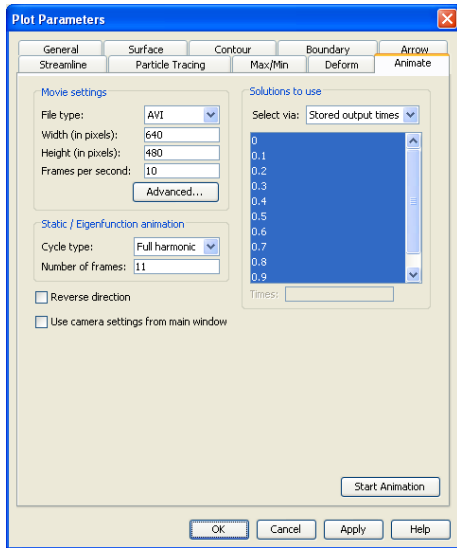 Plot Parameters
General Surface Contour Boundary Arrow
Streamline Particle Tracing Max/Min Deform Animate
Movie settings
File type: AVI
Width (in pixels): 640
Height (in pixels): 480
Frames per second: 10
Advanced...
Static / Eigenfunction animation
Cycle type: Full harmonic
Number of frames: 11
Reverse direction
Use camera settings from main window
Solutions to use
Select via: Stored output times
0
0.1
0.2
0.3
0.4
0.5
0.6
0.7
0.8
0.9
Times:
Start Animation
OK Cancel Apply Help